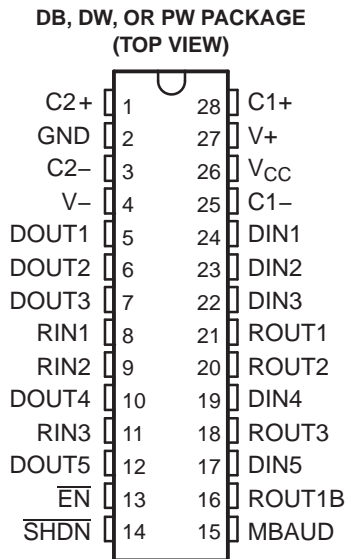 DB, DW, OR PW PACKAGE
(TOP VIEW)
C2+ 1 28 C1+
GND 2 27 V+
C2− 3 26 VCC
V− 4 25 C1−
DOUT1 5 24 DIN1
DOUT2 6 23 DIN2
DOUT3 7 22 DIN3
RIN1 8 21 ROUT1
RIN2 9 20 ROUT2
DOUT4 10 19 DIN4
RIN3 11 18 ROUT3
DOUT5 12 17 DIN5
E̅N̅ 13 16 ROUT1B
S̅H̅D̅N̅ 14 15 MBAUD